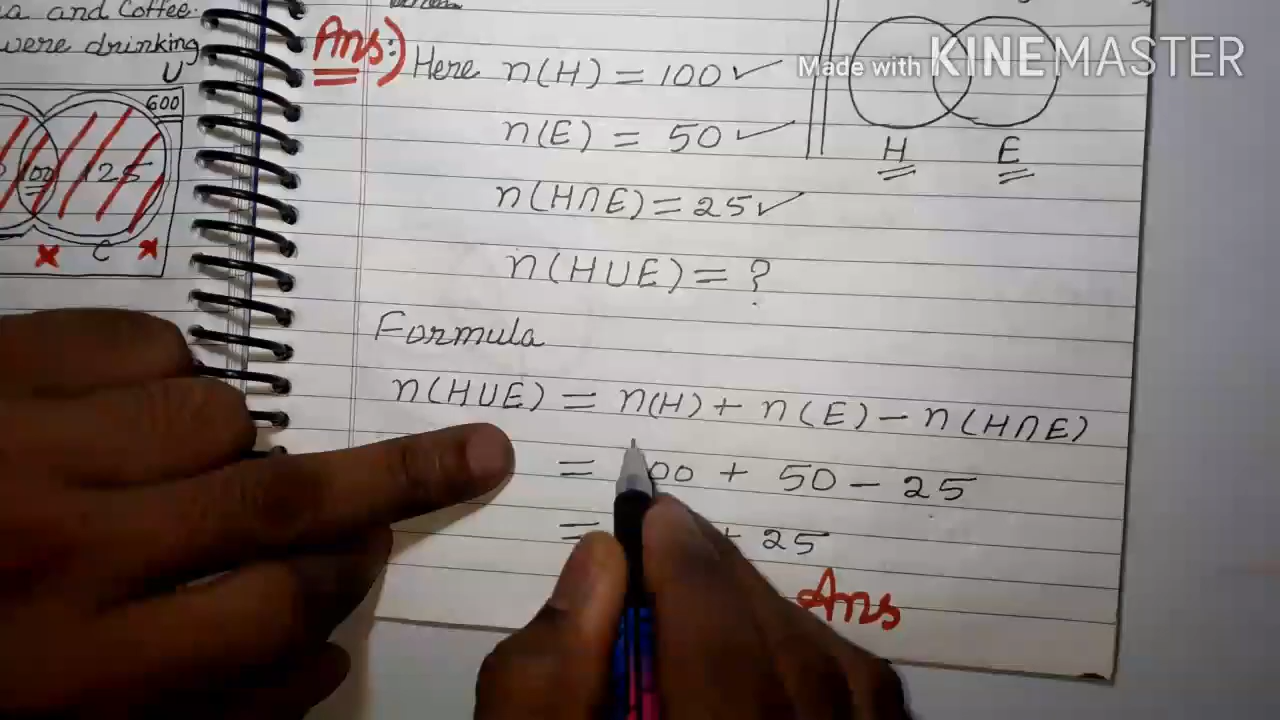 a and Coffee.
were drinking
U
600
100 125
C
Ans:) Here n(H) = 100
n(E) = 50
n(H∩E) = 25
n(H∪E) = ?
Formula
n(H∪E) = n(H) + n(E) − n(H∩E)
= 00 + 50 − 25
= + 25
Ans
H E
Made with KINEMASTER